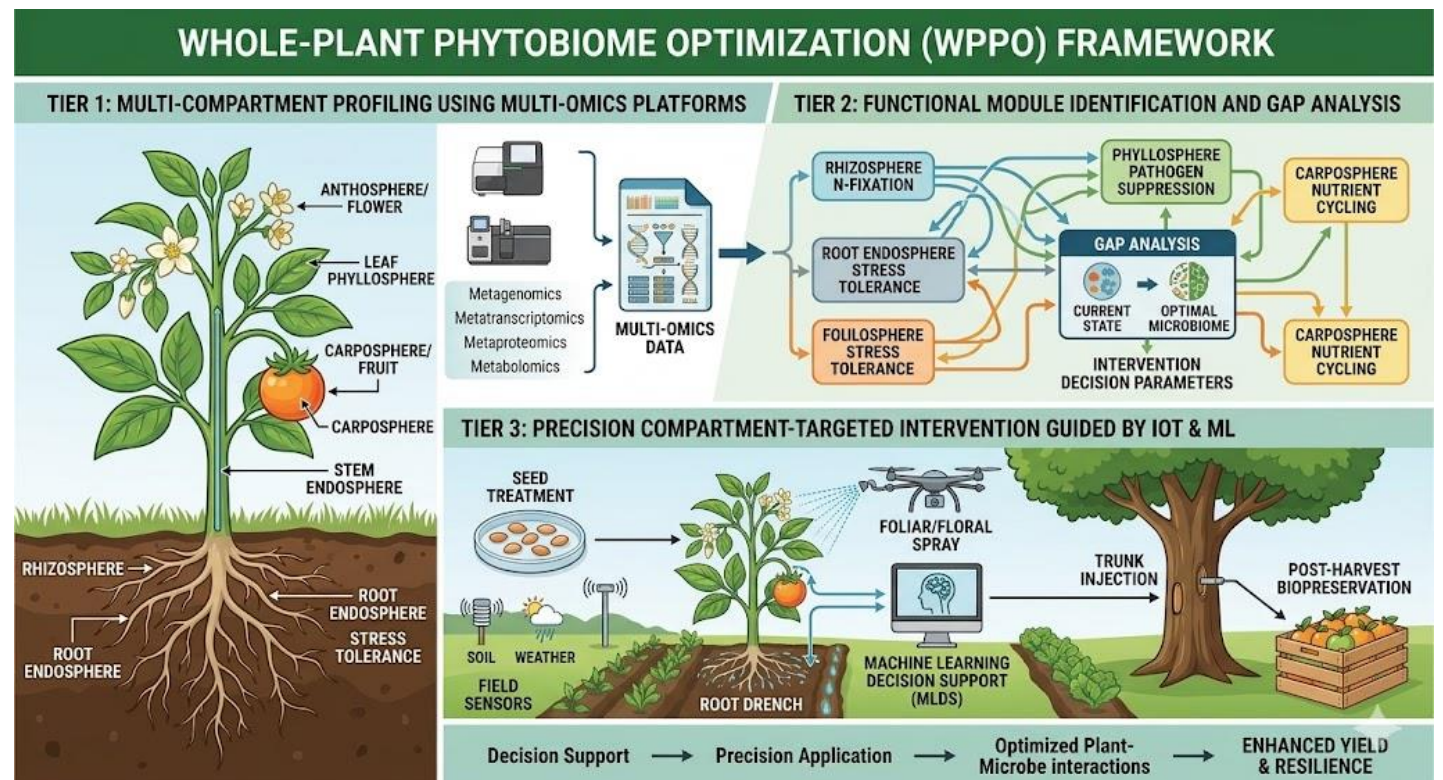 WHOLE-PLANT PHYTOBIOME OPTIMIZATION (WPPO) FRAMEWORK
TIER 1: MULTI-COMPARTMENT PROFILING USING MULTI-OMICS PLATFORMS
ANTHOSPHERE/
FLOWER
LEAF
PHYLLOSPHERE
CARPOSPHERE/
FRUIT
CARPOSPHERE
STEM
ENDOSPHERE
RHIZOSPHERE
ROOT
ENDOSPHERE
ROOT
ENDOSPHERE
STRESS
TOLERANCE
Metagenomics
Metatranscriptomics
Metaproteomics
Metabolomics
MULTI-OMICS
DATA
TIER 2: FUNCTIONAL MODULE IDENTIFICATION AND GAP ANALYSIS
RHIZOSPHERE
N-FIXATION
ROOT ENDOSPHERE
STRESS
TOLERANCE
FOLILOSPHERE
STRESS
TOLERANCE
PHYLLOSPHERE
PATHOGEN
SUPPRESSION
GAP ANALYSIS
CURRENT
STATE
OPTIMAL
MICROBIOME
INTERVENTION
DECISION PARAMETERS
CARPOSPHERE
NUTRIENT
CYCLING
CARPOSPHERE
NUTRIENT
CYCLING
TIER 3: PRECISION COMPARTMENT-TARGETED INTERVENTION GUIDED BY IOT & ML
SEED
TREATMENT
SOIL
WEATHER
FIELD
SENSORS
ROOT DRENCH
FOLIAR/FLORAL
SPRAY
MACHINE LEARNING
DECISION SUPPORT
(MLDS)
TRUNK
INJECTION
POST-HARVEST
BIOPRESERVATION
Decision Support
Precision Application
Optimized Plant-
Microbe interactions
ENHANCED YIELD
& RESILIENCE